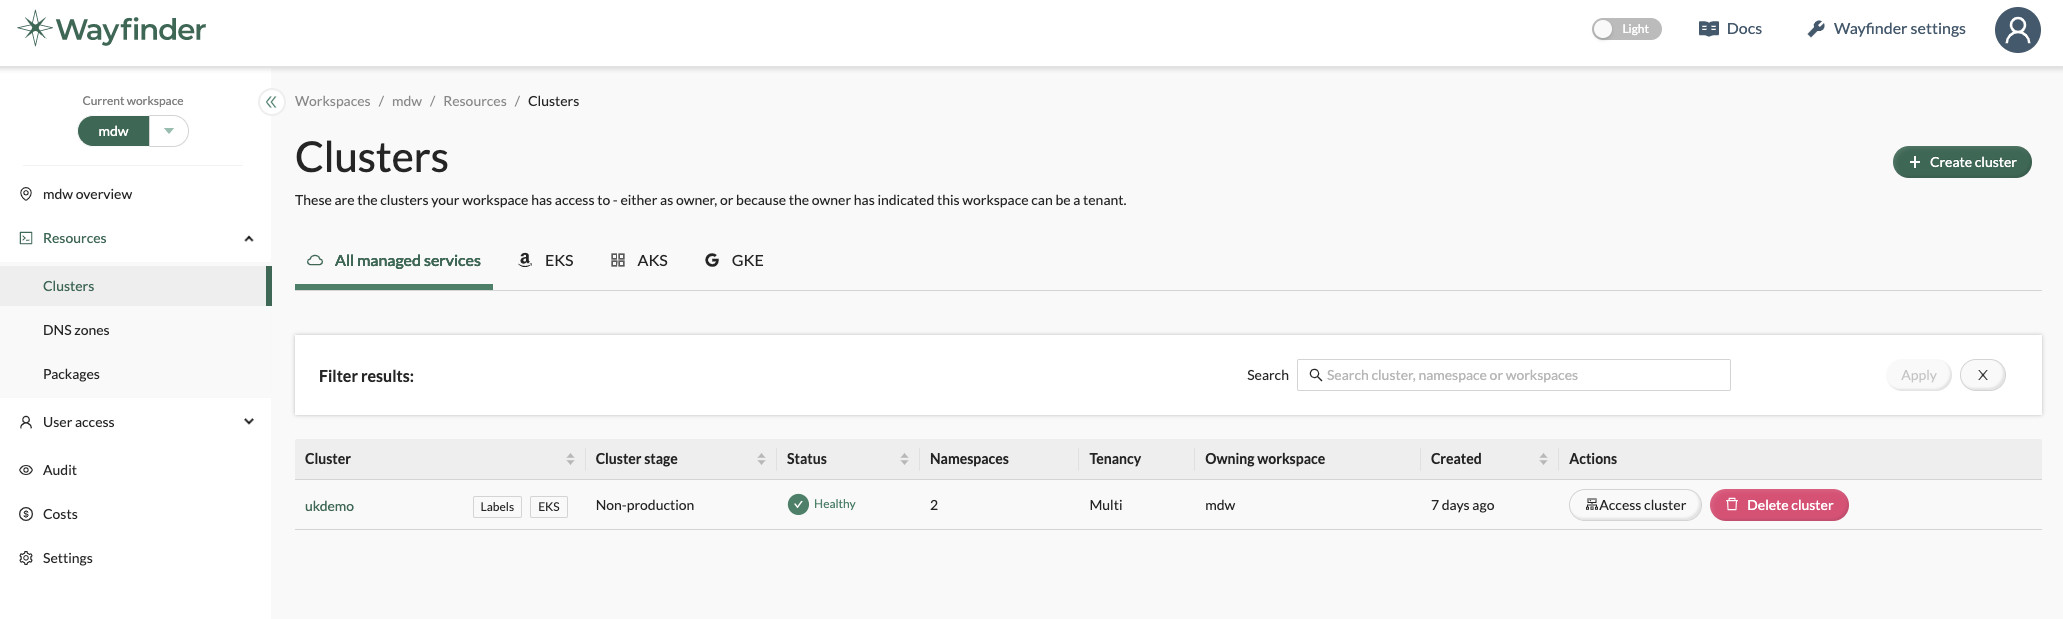 Wayfinder
Light
Docs
Wayfinder settings
Current workspace
mdw
mdw overview
Resources
Clusters
DNS zones
Packages
User access
Audit
Costs
Settings
Workspaces / mdw / Resources / Clusters
Clusters
+ Create cluster
These are the clusters your workspace has access to - either as owner, or because the owner has indicated this workspace can be a tenant.
All managed services
EKS
AKS
GKE
Filter results:
Search
Search cluster, namespace or workspaces
Apply
X
Cluster Cluster stage Status Namespaces Tenancy Owning workspace Created Actions
ukdemo Labels EKS Non-production Healthy 2 Multi mdw 7 days ago Access cluster Delete cluster